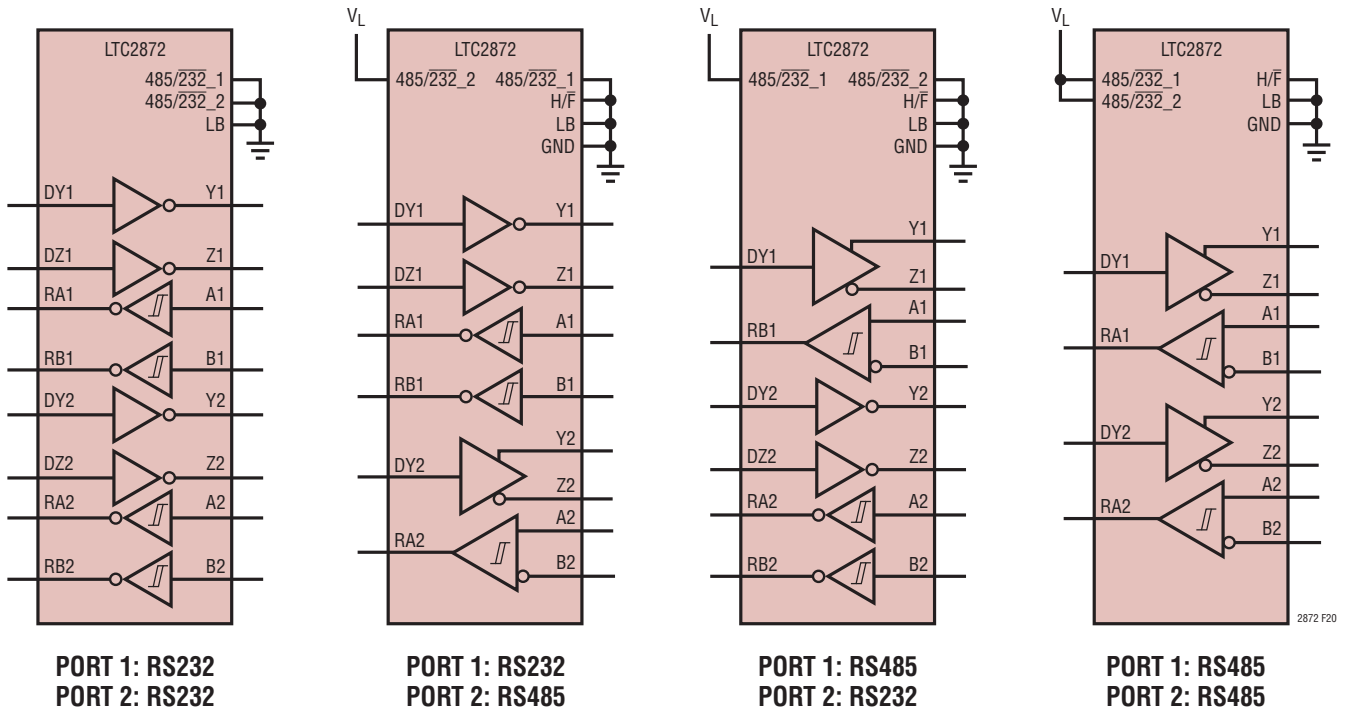 LTC2872
485/232_1
485/232_2
LB
DY1
Y1
DZ1
Z1
RA1
A1
RB1
B1
DY2
Y2
DZ2
Z2
RA2
A2
RB2
B2
PORT 1: RS232
PORT 2: RS232
VL
LTC2872
485/232_2
485/232_1
H/F
LB
GND
DY1
Y1
DZ1
Z1
RA1
A1
RB1
B1
Y2
DY2
Z2
A2
RA2
B2
PORT 1: RS232
PORT 2: RS485
VL
LTC2872
485/232_1
485/232_2
H/F
LB
GND
Y1
DY1
Z1
A1
RB1
B1
DY2
Y2
DZ2
Z2
RA2
A2
RB2
B2
PORT 1: RS485
PORT 2: RS232
VL
LTC2872
485/232_1
485/232_2
H/F
LB
GND
Y1
DY1
Z1
A1
RA1
B1
Y2
DY2
Z2
A2
RA2
B2
2872 F20
PORT 1: RS485
PORT 2: RS485